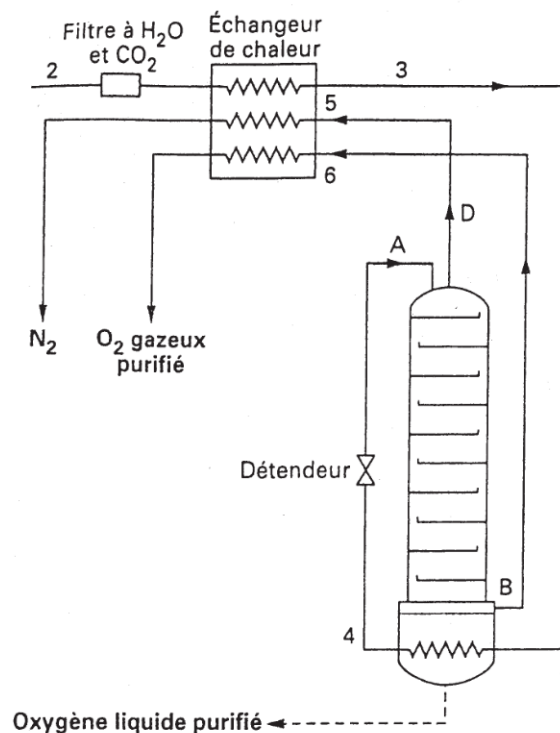 Filtre à H₂O
et CO₂
Échangeur
de chaleur
2
3
5
6
D
A
N₂
O₂ gazeux
purifié
Détendeur
B
4
Oxygène liquide purifié